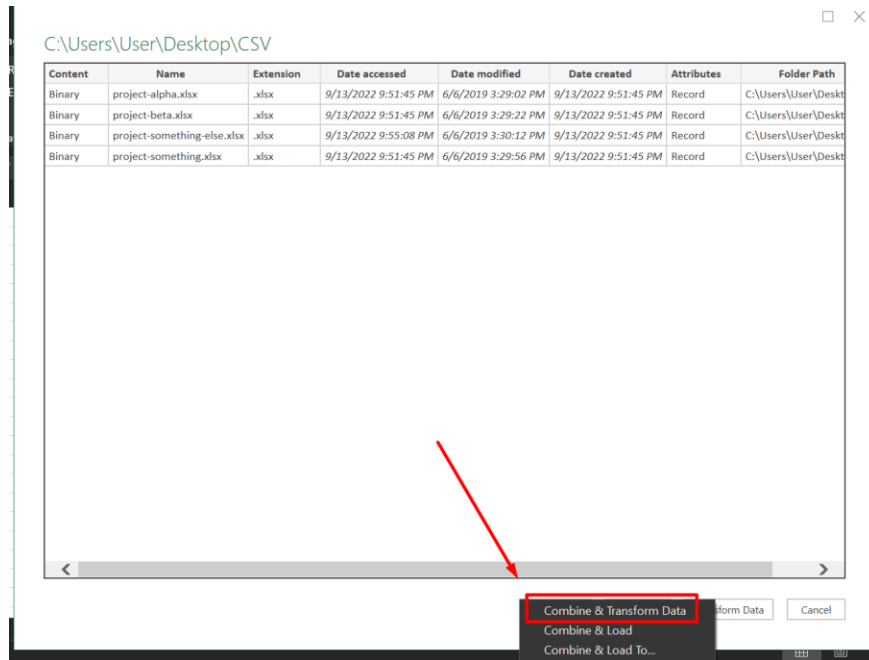 C:\Users\User\Desktop\CSV
Content Name Extension Date accessed Date modified Date created Attributes Folder Path
Binary project-alpha.xlsx .xlsx 9/13/2022 9:51:45 PM 6/6/2019 3:29:02 PM 9/13/2022 9:51:45 PM Record C:\Users\User\Deskt
Binary project-beta.xlsx .xlsx 9/13/2022 9:51:45 PM 6/6/2019 3:29:22 PM 9/13/2022 9:51:45 PM Record C:\Users\User\Deskt
Binary project-something-else.xlsx .xlsx 9/13/2022 9:55:08 PM 6/6/2019 3:30:12 PM 9/13/2022 9:51:45 PM Record C:\Users\User\Deskt
Binary project-something.xlsx .xlsx 9/13/2022 9:51:45 PM 6/6/2019 3:29:56 PM 9/13/2022 9:51:45 PM Record C:\Users\User\Deskt
Combine & Transform Data sform Data Cancel
Combine & Load
Combine & Load To...